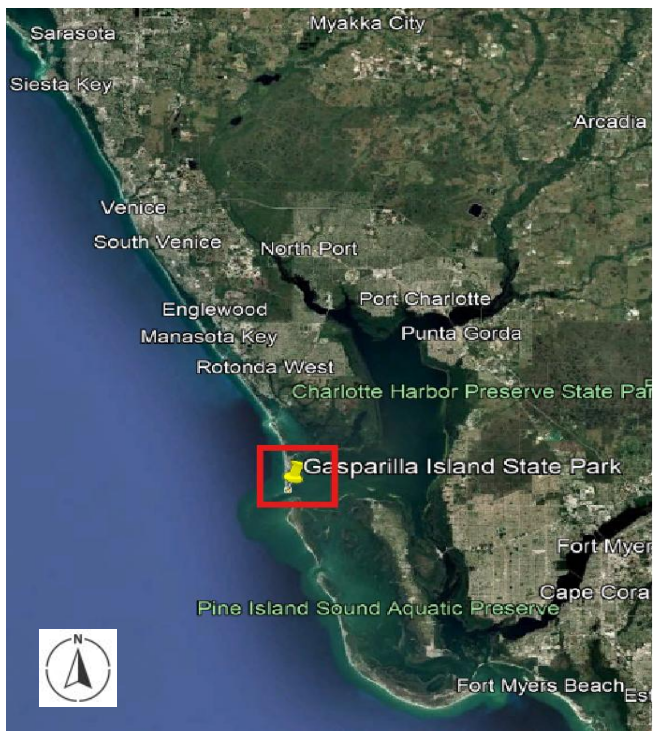 Myakka City
Sarasota
Siesta Key
Arcadia
Venice
South Venice
North Port
Englewood
Port Charlotte
Manasota Key
Punta Gorda
Rotonda West
Charlotte Harbor Preserve State Par
Gasparilla Island State Park
Fort Myer
Cape Cora
Pine Island Sound Aquatic Preserve
N
Fort Myers Beach
Est